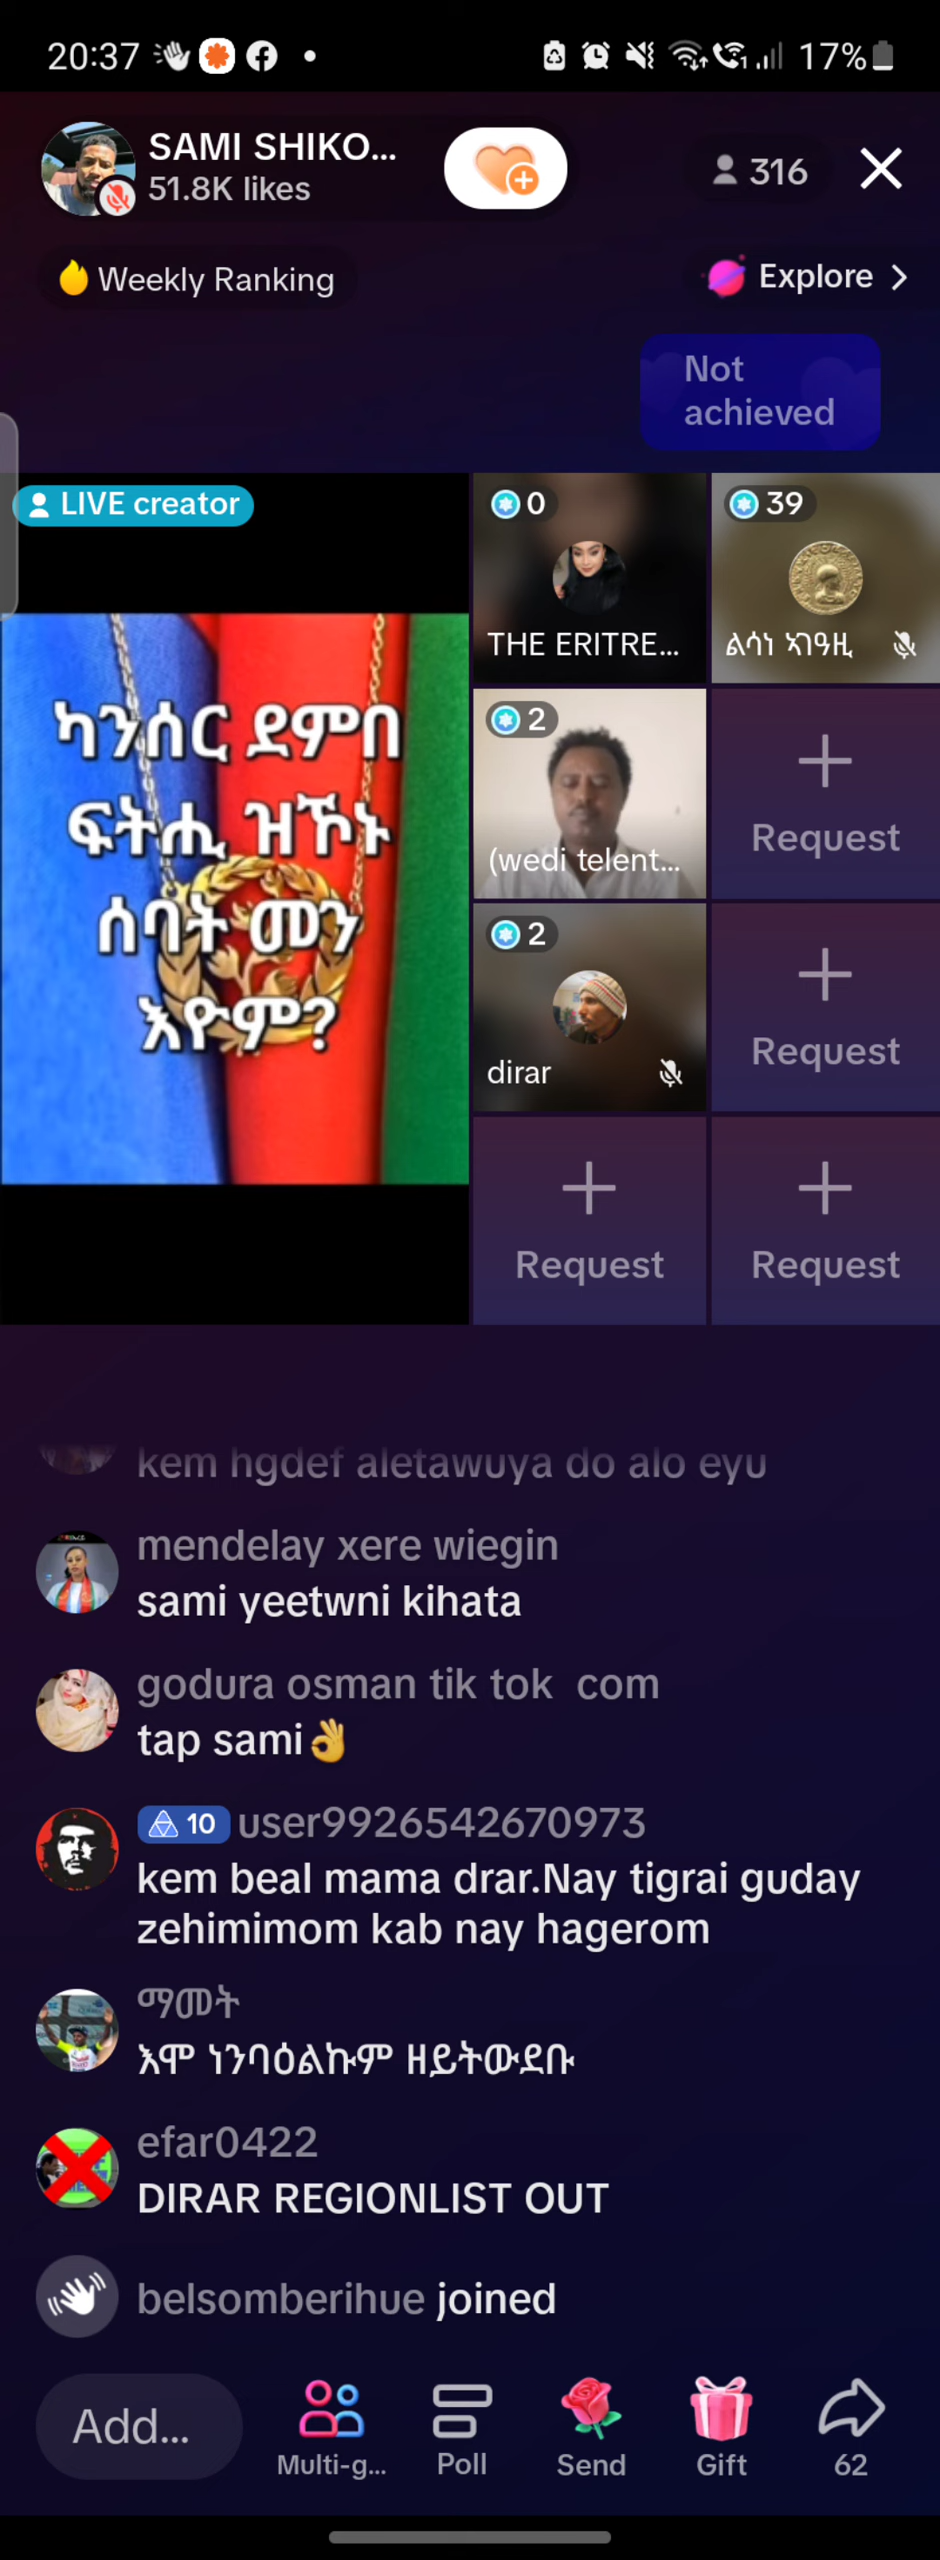 20:37
17%
SAMI SHIKO...
51.8K likes
316
Weekly Ranking
Explore
Not
achieved
LIVE creator
0
39
THE ERITRE...
ልሳነ ኣገዓዚ
ካንሰር ደምበ
ፍትሒ ዝኾኑ
ሰባት መን
እዮም?
2
(wedi telent...
Request
2
dirar
Request
Request
Request
kem hgdef aletawuya do alo eyu
mendelay xere wiegin
sami yeetwni kihata
godura osman tik tok com
tap sami👌
10 user9926542670973
kem beal mama drar.Nay tigrai guday
zehimimom kab nay hagerom
ማመት
እሞ ነንባዕልኩም ዘይትውደቡ
efar0422
DIRAR REGIONLIST OUT
belsomberihue joined
Add...
Multi-g...
Poll
Send
Gift
62